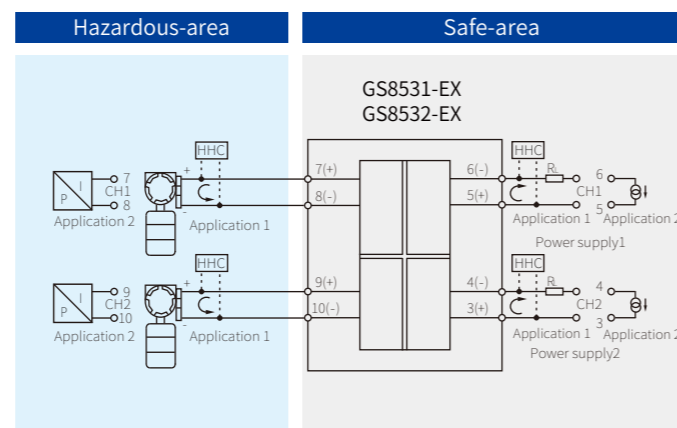 Hazardous-area
Safe-area
GS8531-EX
GS8532-EX
HHC
HHC
I
P
7
CH1
8
+
-
7(+)
8(-)
6(-)
5(+)
RL
6
CH1
5
Application 2
Application 1
Application 1
Application 2
Power supply1
HHC
HHC
I
P
9
CH2
10
+
-
9(+)
10(-)
4(-)
3(+)
RL
4
CH2
3
Application 2
Application 1
Application 1
Application 2
Power supply2